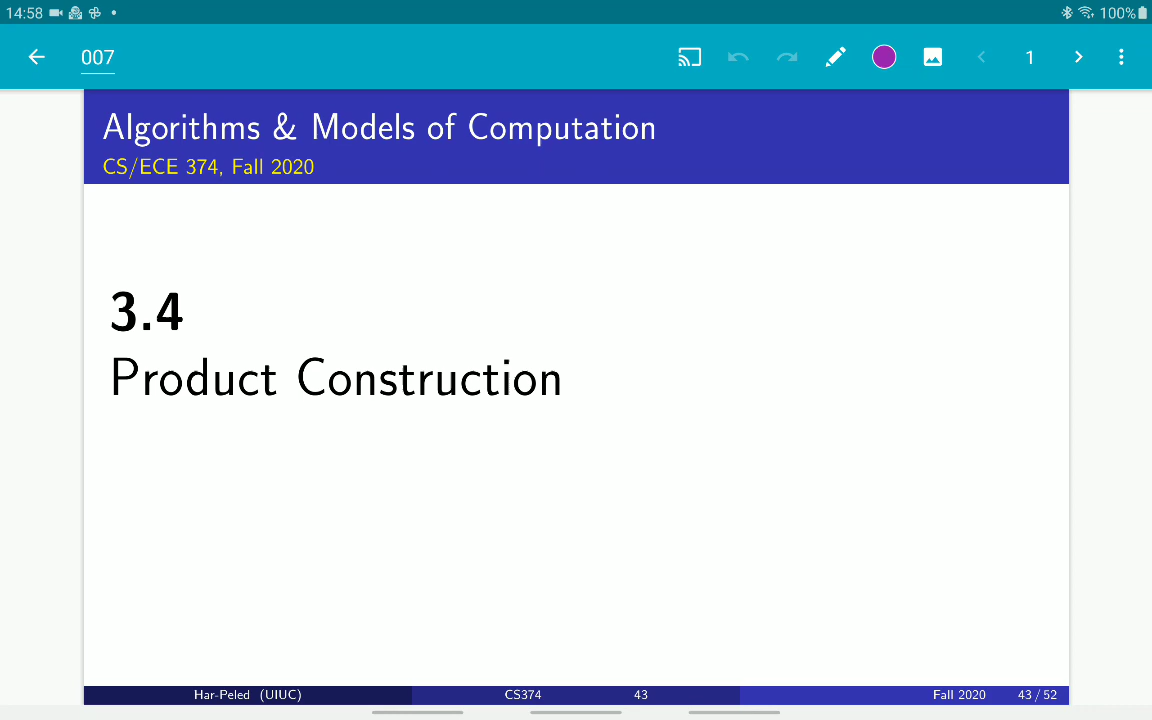 14:58 100%
007 1
Algorithms & Models of Computation
CS/ECE 374, Fall 2020
3.4
Product Construction
Har-Peled (UIUC) CS374 43 Fall 2020 43 / 52